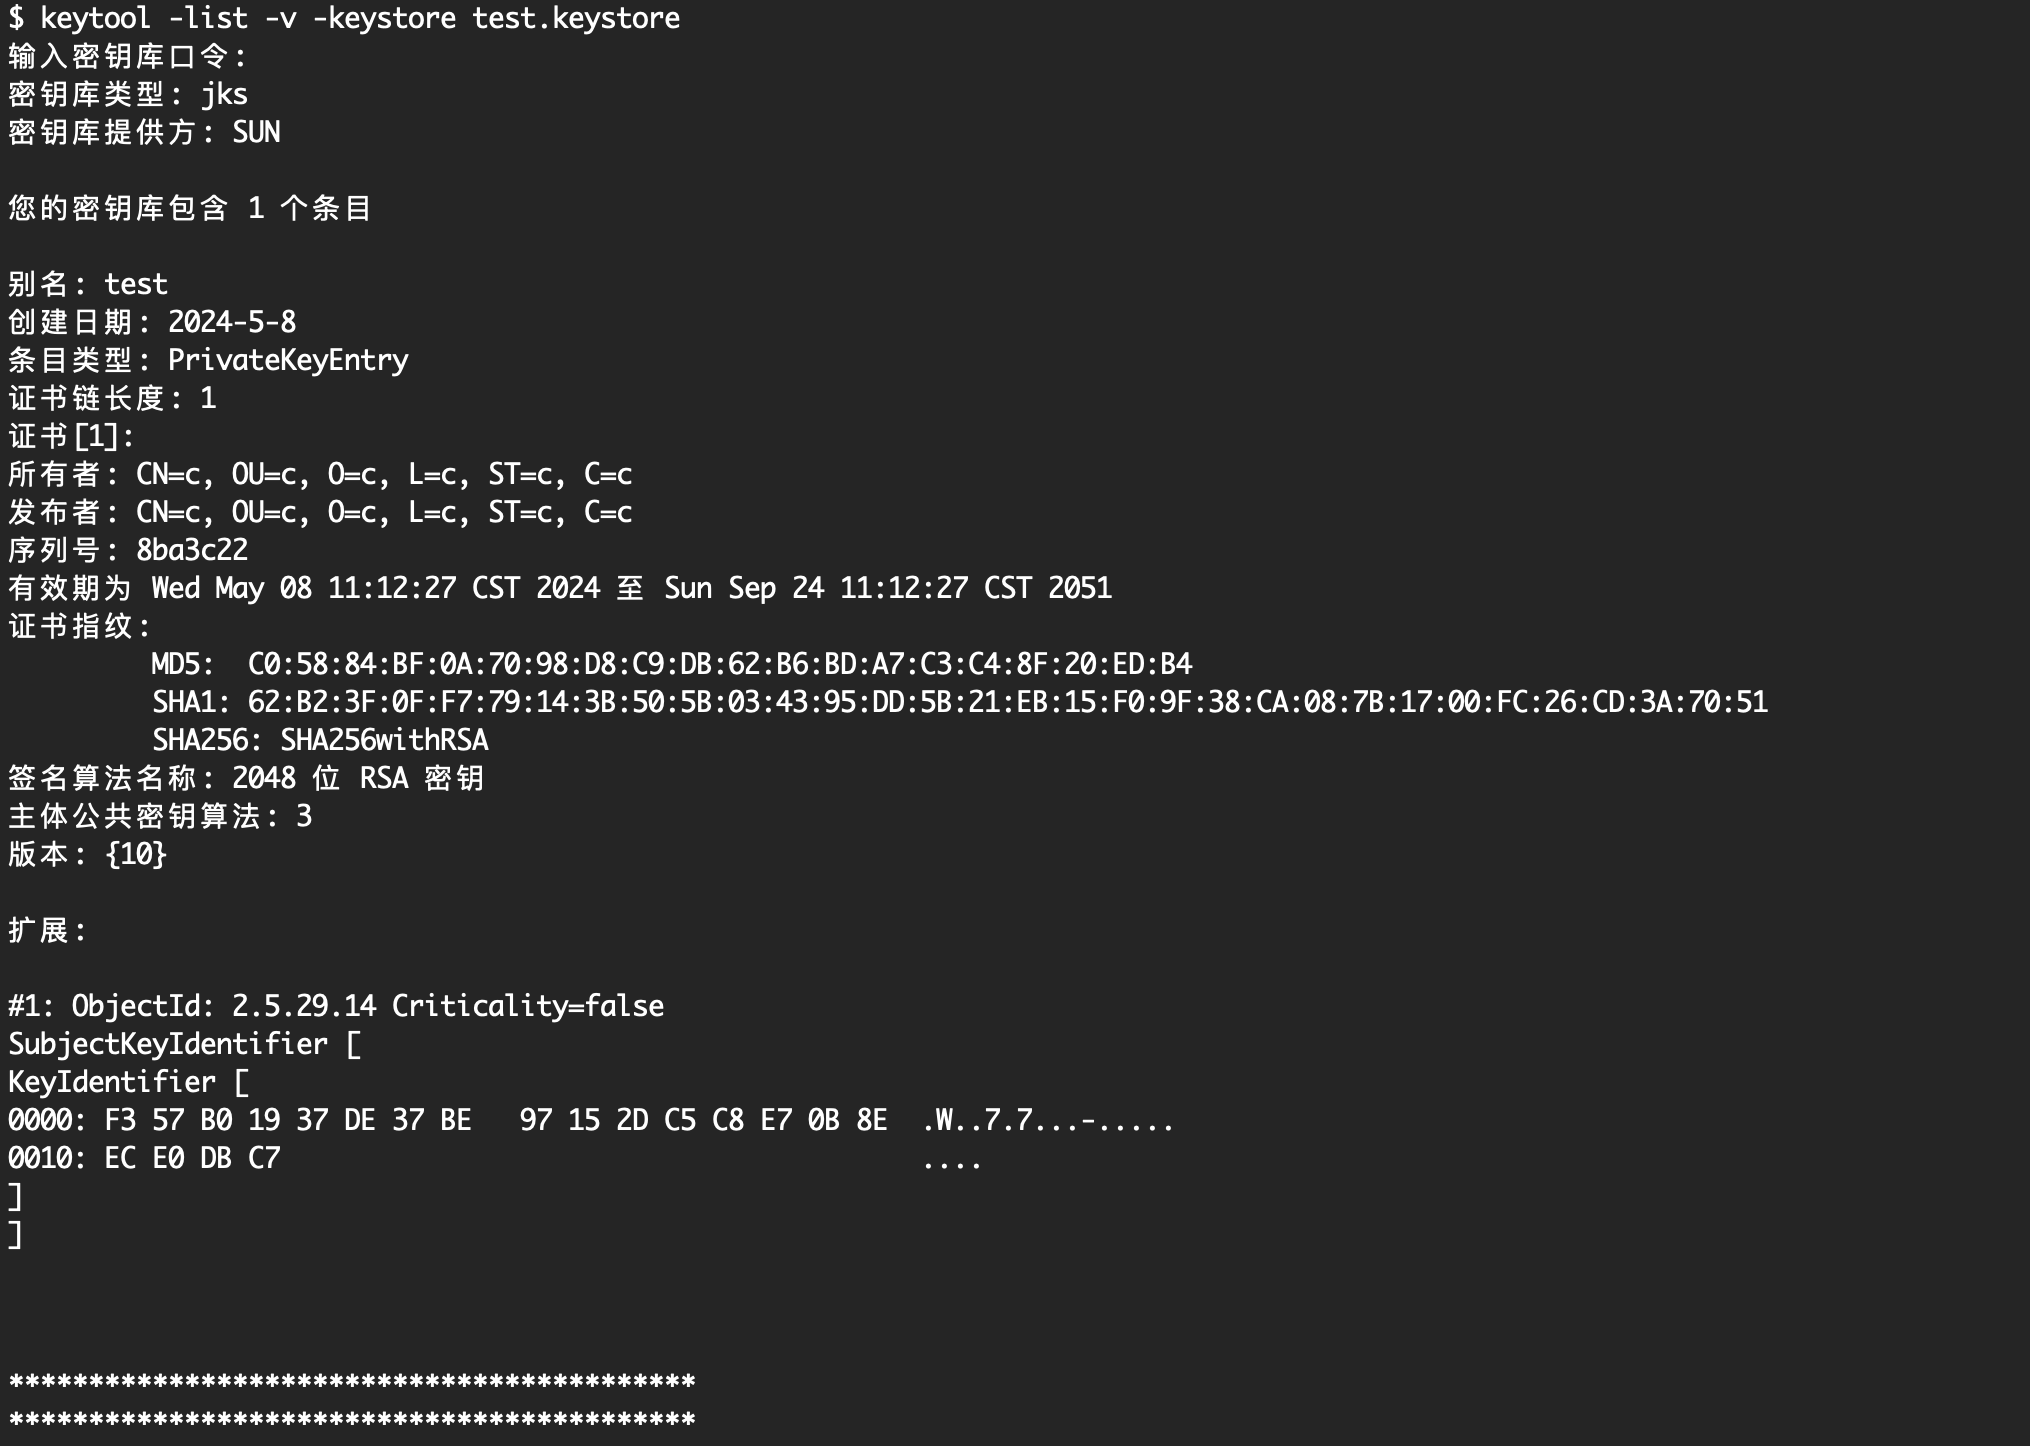 $ keytool -list -v -keystore test.keystore
输入密钥库口令:
密钥库类型: jks
密钥库提供方: SUN
您的密钥库包含 1 个条目
别名: test
创建日期: 2024-5-8
条目类型: PrivateKeyEntry
证书链长度: 1
证书[1]:
所有者: CN=c, OU=c, O=c, L=c, ST=c, C=c
发布者: CN=c, OU=c, O=c, L=c, ST=c, C=c
序列号: 8ba3c22
有效期为 Wed May 08 11:12:27 CST 2024 至 Sun Sep 24 11:12:27 CST 2051
证书指纹:
MD5:  C0:58:84:BF:0A:70:98:D8:C9:DB:62:B6:BD:A7:C3:C4:8F:20:ED:B4
SHA1: 62:B2:3F:0F:F7:79:14:3B:50:5B:03:43:95:DD:5B:21:EB:15:F0:9F:38:CA:08:7B:17:00:FC:26:CD:3A:70:51
SHA256: SHA256withRSA
签名算法名称: 2048 位 RSA 密钥
主体公共密钥算法: 3
版本: {10}
扩展:
#1: ObjectId: 2.5.29.14 Criticality=false
SubjectKeyIdentifier [
KeyIdentifier [
0000: F3 57 B0 19 37 DE 37 BE   97 15 2D C5 C8 E7 0B 8E  .W..7.7...-.....
0010: EC E0 DB C7                                        ....
]
]
*******************************************
*******************************************